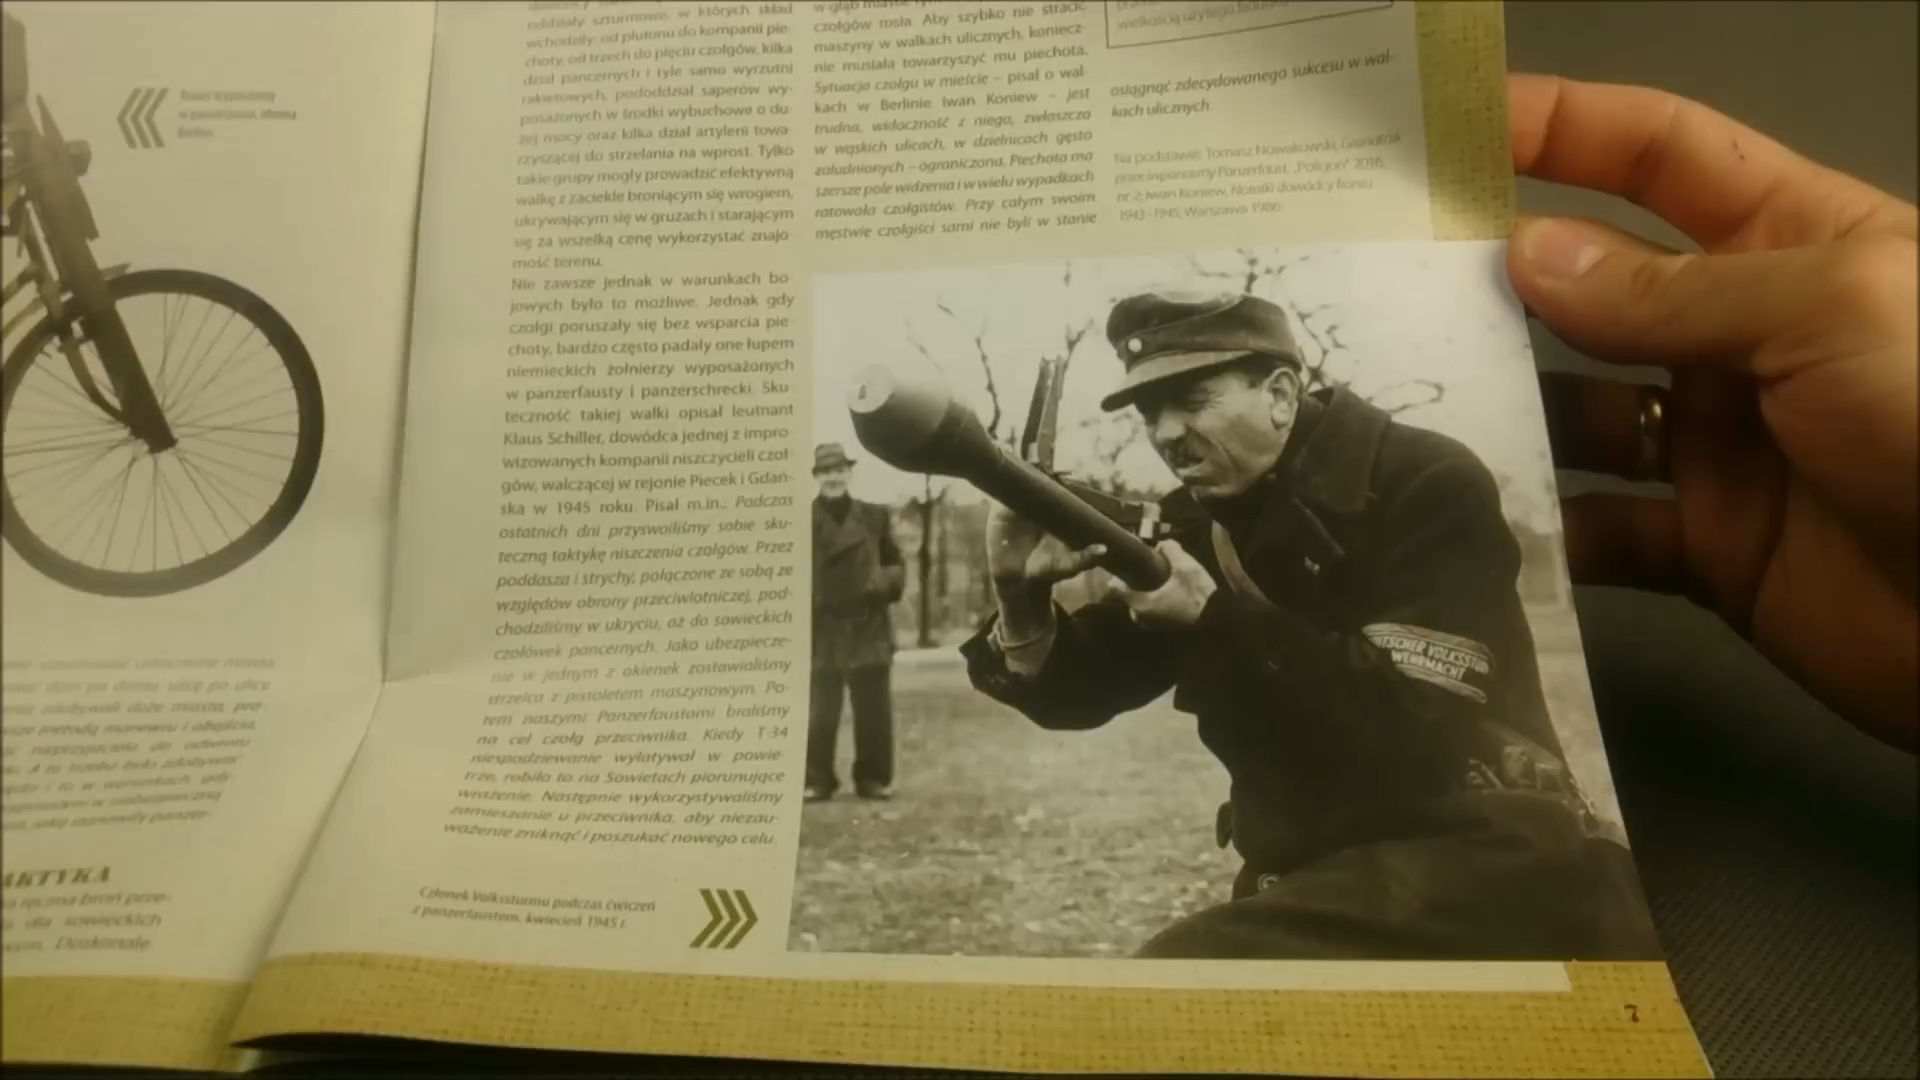 w panzerfausta, obrona
Berlina.
AKTYKA
oddziały szturmowe, w których skład
wchodziły: od plutonu do kompanii pie-
choty, od trzech do pięciu czołgów, kilka
dział pancernych i tyle samo wyrzutni
rakietowych, pododdział saperów wy-
posażonych w środki wybuchowe o du-
żej mocy oraz kilka dział artylerii towa-
rzyszącej do strzelania na wprost. Tylko
takie grupy mogły prowadzić efektywną
walkę z zaciekle broniącym się wrogiem,
ukrywającym się w gruzach i starającym
się za wszelką cenę wykorzystać znajo-
mość terenu.
Nie zawsze jednak w warunkach bo-
jowych było to możliwe. Jednak gdy
czołgi poruszały się bez wsparcia pie-
choty, bardzo często padały one łupem
niemieckich żołnierzy wyposażonych
w panzerfausty i panzerschrecki. Sku-
teczność takiej walki opisał leutnant
Klaus Schiller, dowódca jednej z impro-
wizowanych kompanii niszczycieli czoł-
gów, walczącej w rejonie Piecek i Gdań-
ska w 1945 roku. Pisał m.in.: Podczas
ostatnich dni przyswoiliśmy sobie sku-
teczną taktykę niszczenia czołgów. Przez
poddasza i strychy, połączone ze sobą ze
względów obrony przeciwlotniczej, pod-
chodziliśmy w ukryciu, aż do sowieckich
czołówek pancernych. Jako ubezpiecze-
nie w jednym z okienek zostawialiśmy
strzelca z pistoletem maszynowym. Po-
tem naszymi Panzerfaustami braliśmy
na cel czołg przeciwnika. Kiedy T-34
niespodziewanie wylatywał w powie-
trze, robiło to na Sowietach piorunujące
wrażenie. Następnie wykorzystywaliśmy
zamieszanie u przeciwnika, aby niezau-
ważenie zniknąć i poszukać nowego celu.
Członek Volkssturmu podczas ćwiczeń
z panzerfaustem, kwiecień 1945 r.
w głąb miasta,
czołgów rosła. Aby szybko nie stracić
maszyny w walkach ulicznych, koniecz-
nie musiała towarzyszyć mu piechota.
Sytuacja czołgu w mieście – pisał o wal-
kach w Berlinie Iwan Koniew – jest
trudna, widoczność z niego, zwłaszcza
w wąskich ulicach, w dzielnicach gęsto
zaludnionych – ograniczona. Piechota ma
szersze pole widzenia i w wielu wypadkach
ratowała czołgistów. Przy całym swoim
męstwie czołgiści sami nie byli w stanie
wielkością użytego
osiągnąć zdecydowanego sukcesu w wal-
kach ulicznych.
Na podstawie: Tomasz Nowakowski, Granatnik
przeciwpancerny Panzerfaust, „Poligon” 2016,
nr 2; Iwan Koniew, Notatki dowódcy frontu
1943-1945, Warszawa 1986.
TSCHER VOLKSSTU
WEHRMACHT
7